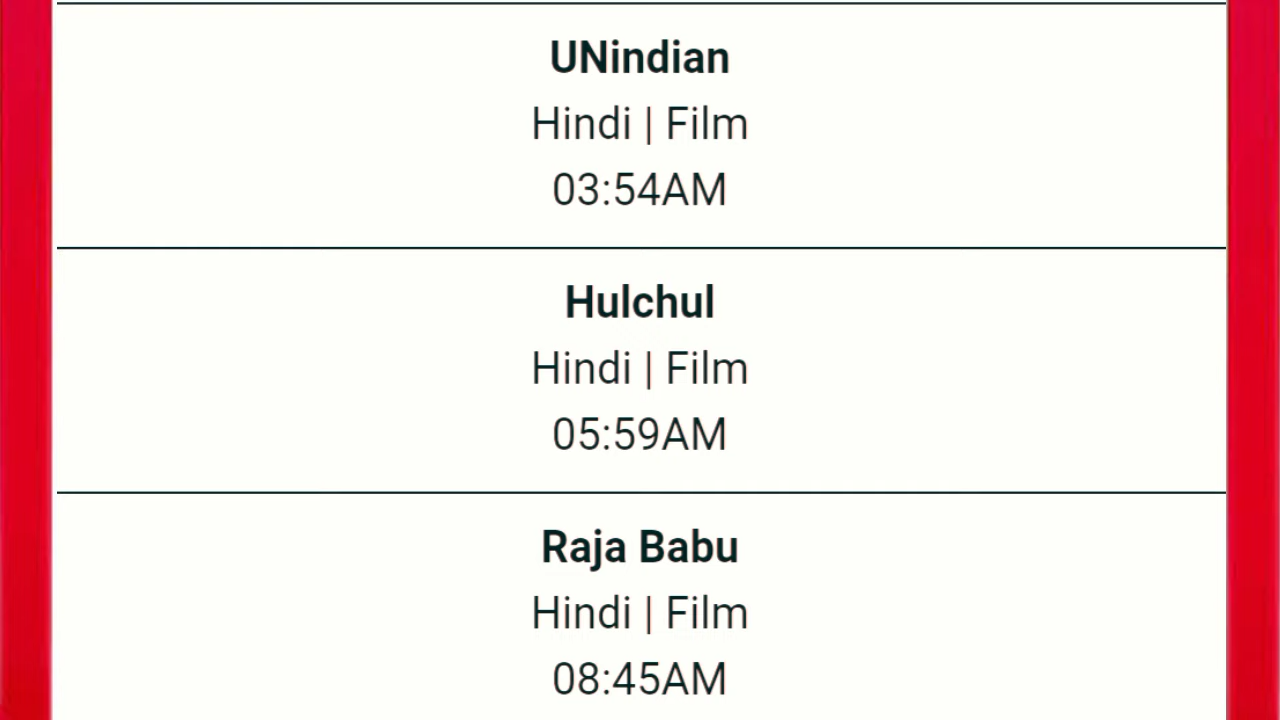 UNindian
Hindi | Film
03:54AM
Hulchul
Hindi | Film
05:59AM
Raja Babu
Hindi | Film
08:45AM